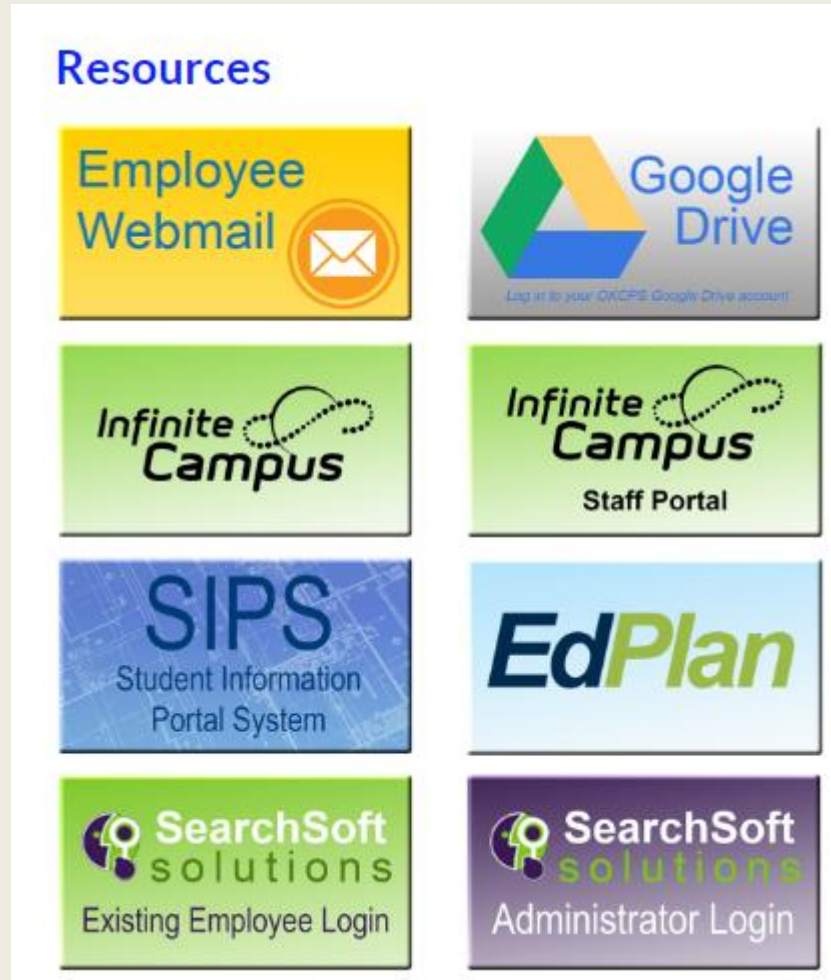 Resources
Employee
Webmail
Google
Drive
Log in to your OKCPS Google Drive account
Infinite
Campus
Infinite
Campus
Staff Portal
SIPS
Student Information
Portal System
EdPlan
SearchSoft
solutions
Existing Employee Login
SearchSoft
solutions
Administrator Login